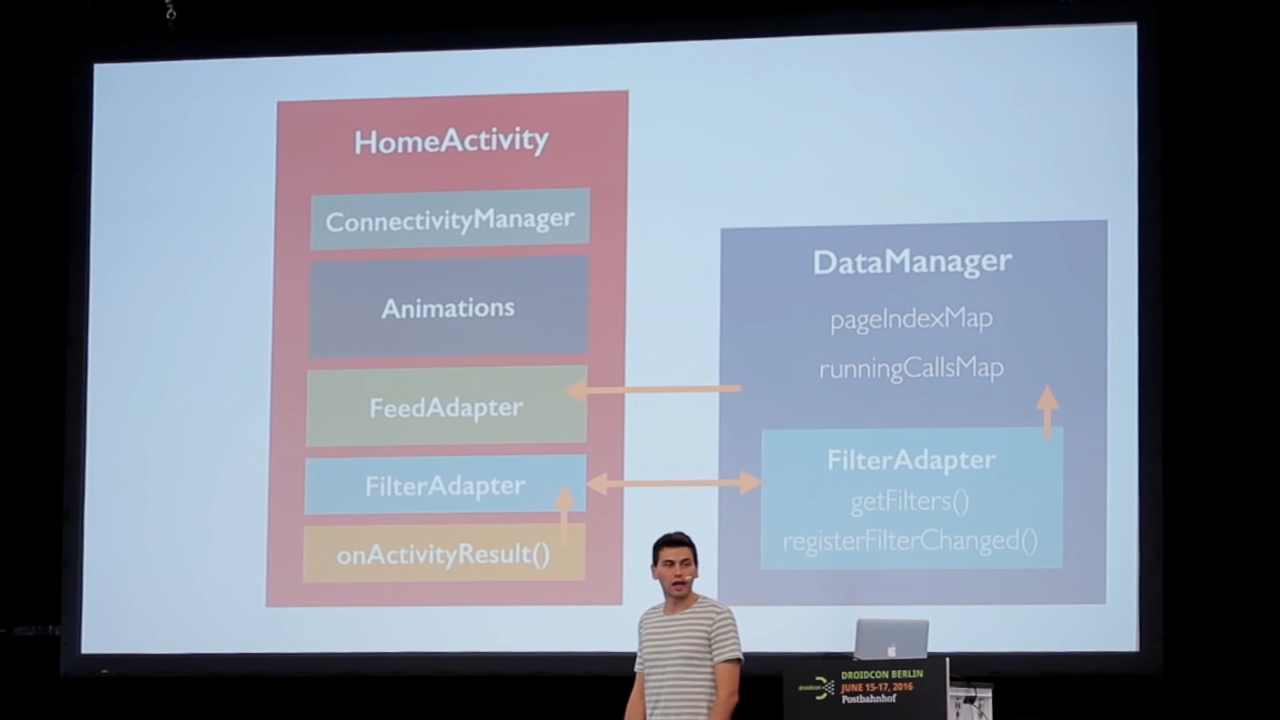 HomeActivity
ConnectivityManager
Animations
FeedAdapter
FilterAdapter
onActivityResult()
DataManager
pageIndexMap
runningCallsMap
FilterAdapter
getFilters()
registerFilterChanged()
droidcon
DROIDCON BERLIN
JUNE 15-17, 2016
Postbahnhof